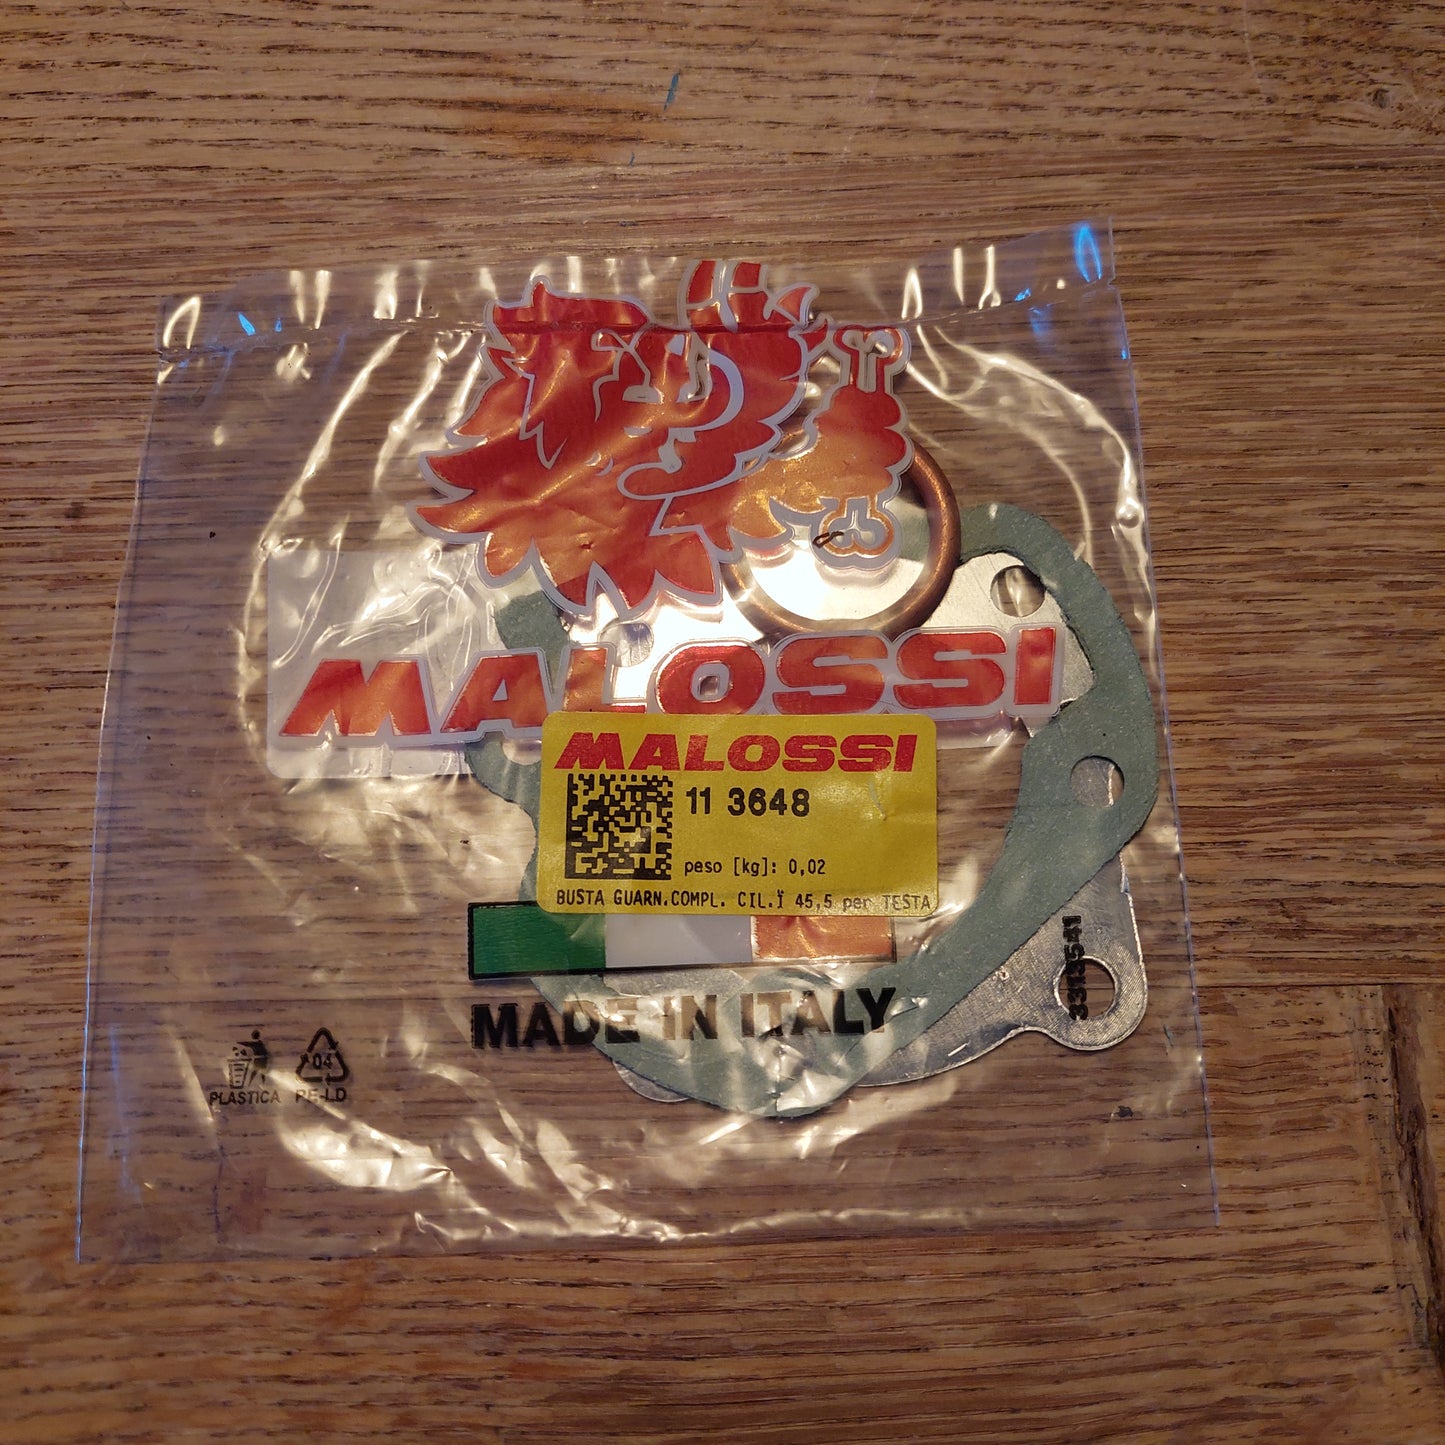 MALOSSI
MALOSSI
11 3648
peso [kg]: 0,02
BUSTA GUARN.COMPL. CIL.Ï 45,5 per TESTA
MADE IN ITALY
3313541
04
PLASTICA PE-LD